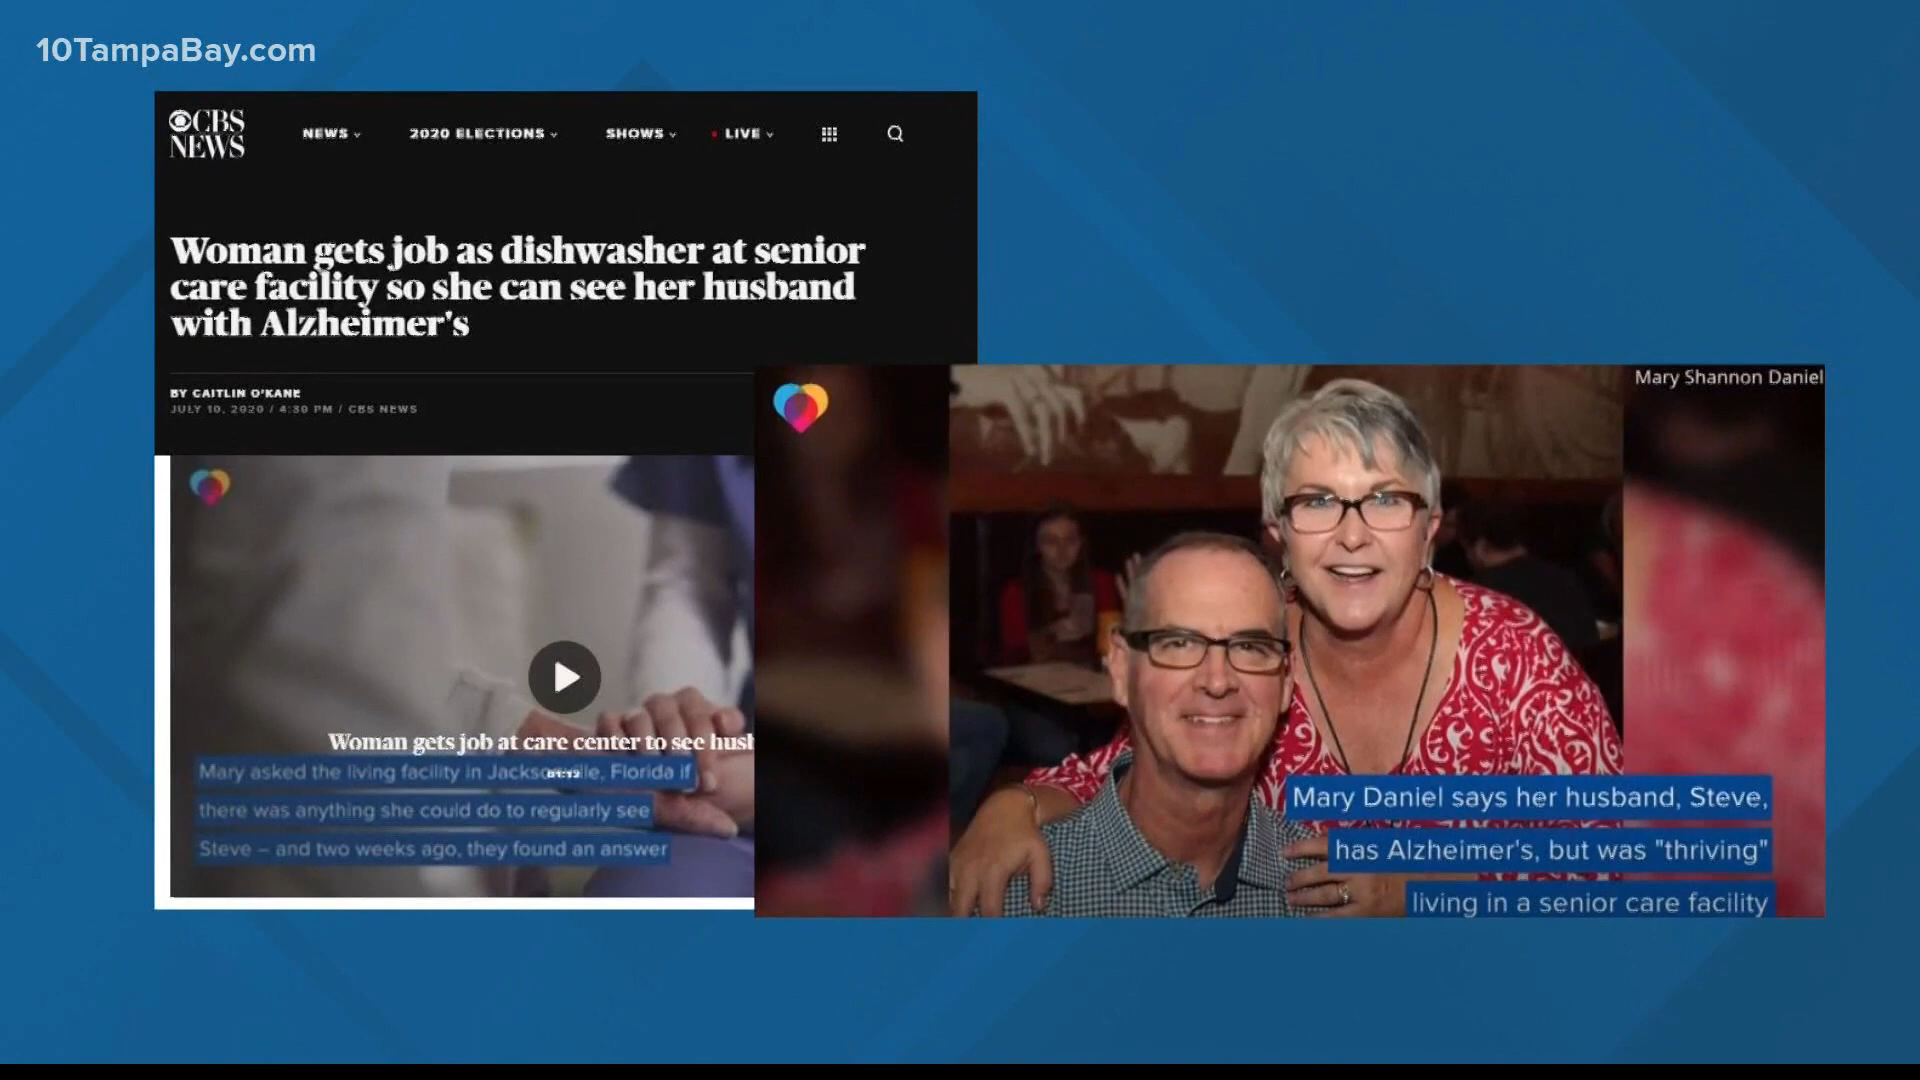 10TampaBay.com
CBS
NEWS
NEWS
2020 ELECTIONS
SHOWS
LIVE
Woman gets job as dishwasher at senior
care facility so she can see her husband
with Alzheimer's
BY CAITLIN O'KANE
JULY 10, 2020 / 4:30 PM / CBS NEWS
Woman gets job at care center to see hus
01:12
Mary asked the living facility in Jacksonville, Florida if
there was anything she could do to regularly see
Steve – and two weeks ago, they found an answer
Mary Shannon Daniel
Mary Daniel says her husband, Steve,
has Alzheimer's, but was "thriving"
living in a senior care facility